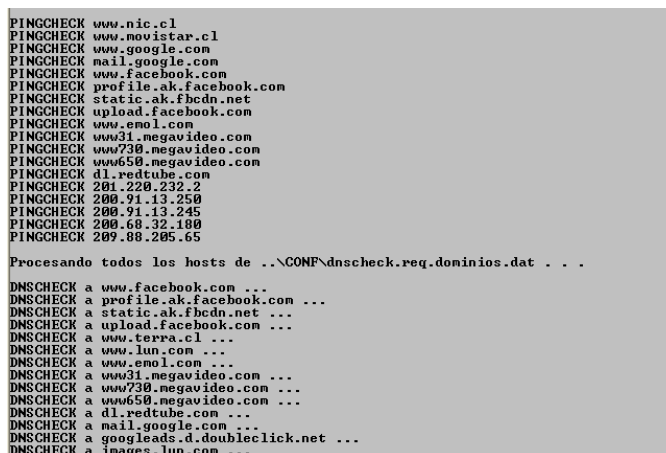 PINGCHECK www.nic.cl
PINGCHECK www.movistar.cl
PINGCHECK www.google.com
PINGCHECK mail.google.com
PINGCHECK www.facebook.com
PINGCHECK profile.ak.facebook.com
PINGCHECK static.ak.fbcdn.net
PINGCHECK upload.facebook.com
PINGCHECK www.emol.com
PINGCHECK www31.megavideo.com
PINGCHECK www730.megavideo.com
PINGCHECK www650.megavideo.com
PINGCHECK dl.redtube.com
PINGCHECK 201.220.232.2
PINGCHECK 200.91.13.250
PINGCHECK 200.91.13.245
PINGCHECK 200.68.32.180
PINGCHECK 209.88.205.65
Procesando todos los hosts de ..\CONF\dnscheck.req.dominios.dat . . .
DNSCHECK a www.facebook.com ...
DNSCHECK a profile.ak.facebook.com ...
DNSCHECK a static.ak.fbcdn.net ...
DNSCHECK a upload.facebook.com ...
DNSCHECK a www.terra.cl ...
DNSCHECK a www.lun.com ...
DNSCHECK a www.emol.com ...
DNSCHECK a www31.megavideo.com ...
DNSCHECK a www730.megavideo.com ...
DNSCHECK a www650.megavideo.com ...
DNSCHECK a dl.redtube.com ...
DNSCHECK a mail.google.com ...
DNSCHECK a googleads.d.doubleclick.net ...
DNSCHECK a images.lun.com ...